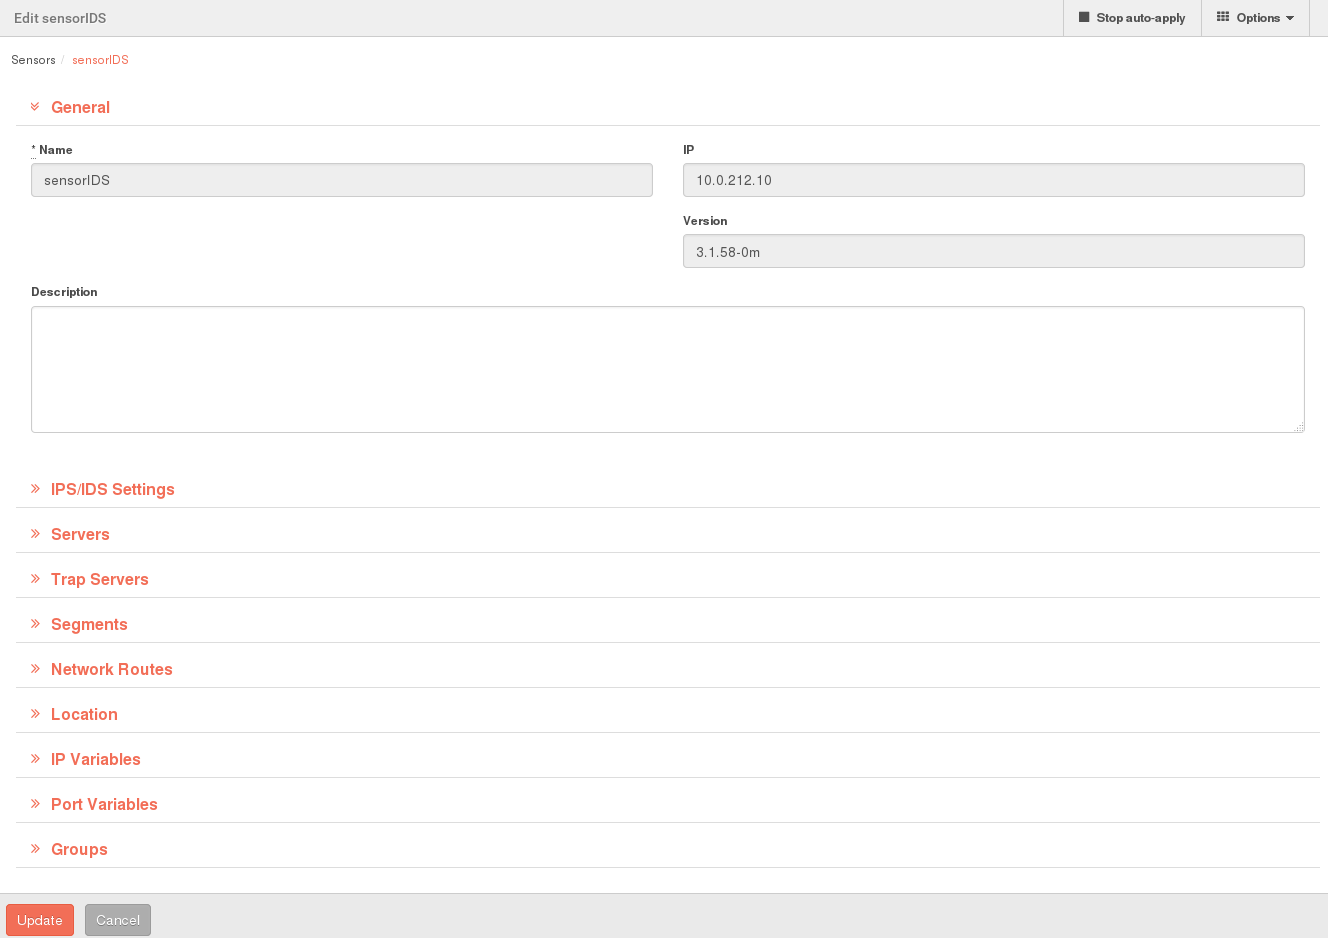 Edit sensorIDS
Stop auto-apply
Options
Sensors / sensorIDS
General
* Name
IP
sensorIDS
10.0.212.10
Version
3.1.58-0m
Description
IPS/IDS Settings
Servers
Trap Servers
Segments
Network Routes
Location
IP Variables
Port Variables
Groups
Update
Cancel